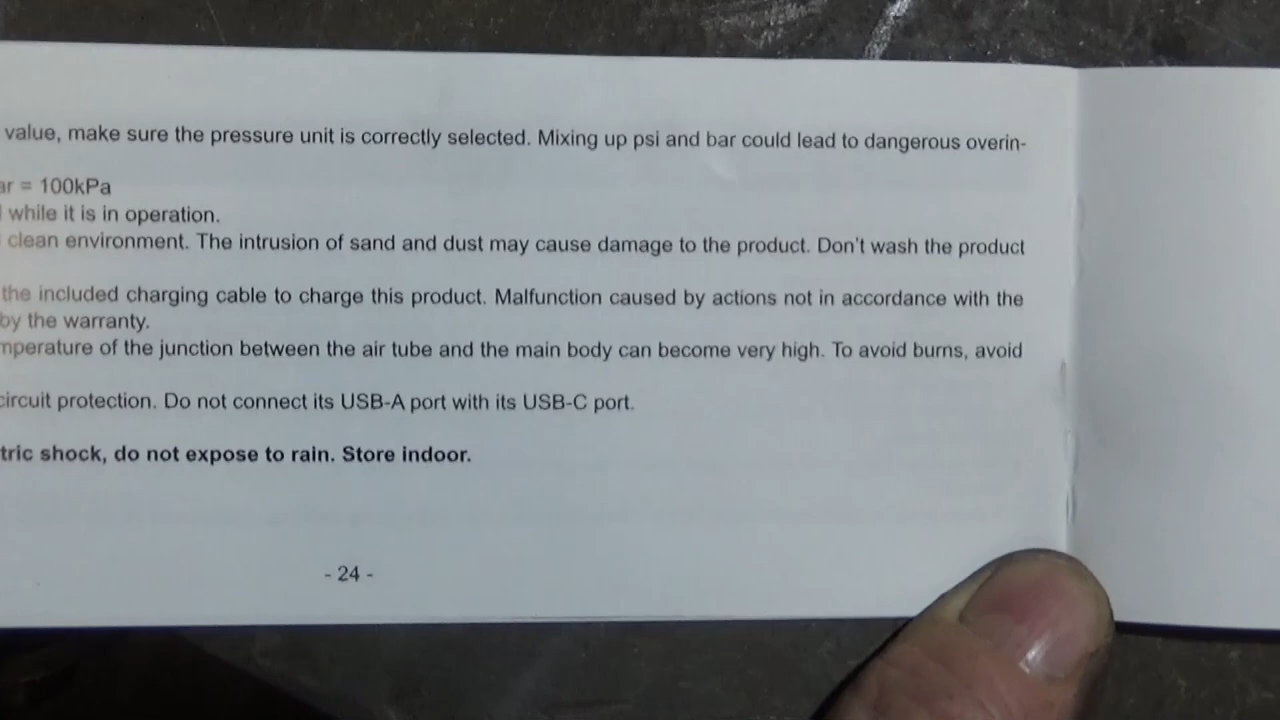 value, make sure the pressure unit is correctly selected. Mixing up psi and bar could lead to dangerous overin-
ar = 100kPa
while it is in operation.
clean environment. The intrusion of sand and dust may cause damage to the product. Don't wash the product
the included charging cable to charge this product. Malfunction caused by actions not in accordance with the
by the warranty.
mperature of the junction between the air tube and the main body can become very high. To avoid burns, avoid
circuit protection. Do not connect its USB-A port with its USB-C port.
tric shock, do not expose to rain. Store indoor.
- 24 -